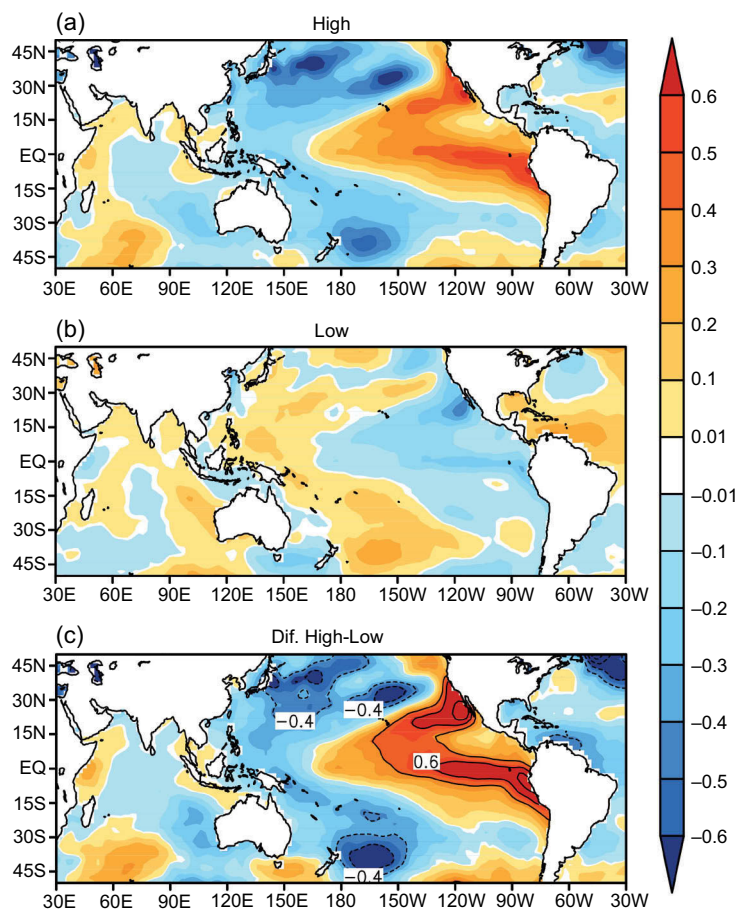 (a) High
45N
30N
15N
EQ
15S
30S
45S
30E 60E 90E 120E 150E 180 150W 120W 90W 60W 30W
(b) Low
45N
30N
15N
EQ
15S
30S
45S
30E 60E 90E 120E 150E 180 150W 120W 90W 60W 30W
(c) Dif. High-Low
45N
30N
15N
EQ
15S
30S
45S
−0.4 −0.4
0.6
−0.4
30E 60E 90E 120E 150E 180 150W 120W 90W 60W 30W
0.6
0.5
0.4
0.3
0.2
0.1
0.01
−0.01
−0.1
−0.2
−0.3
−0.4
−0.5
−0.6